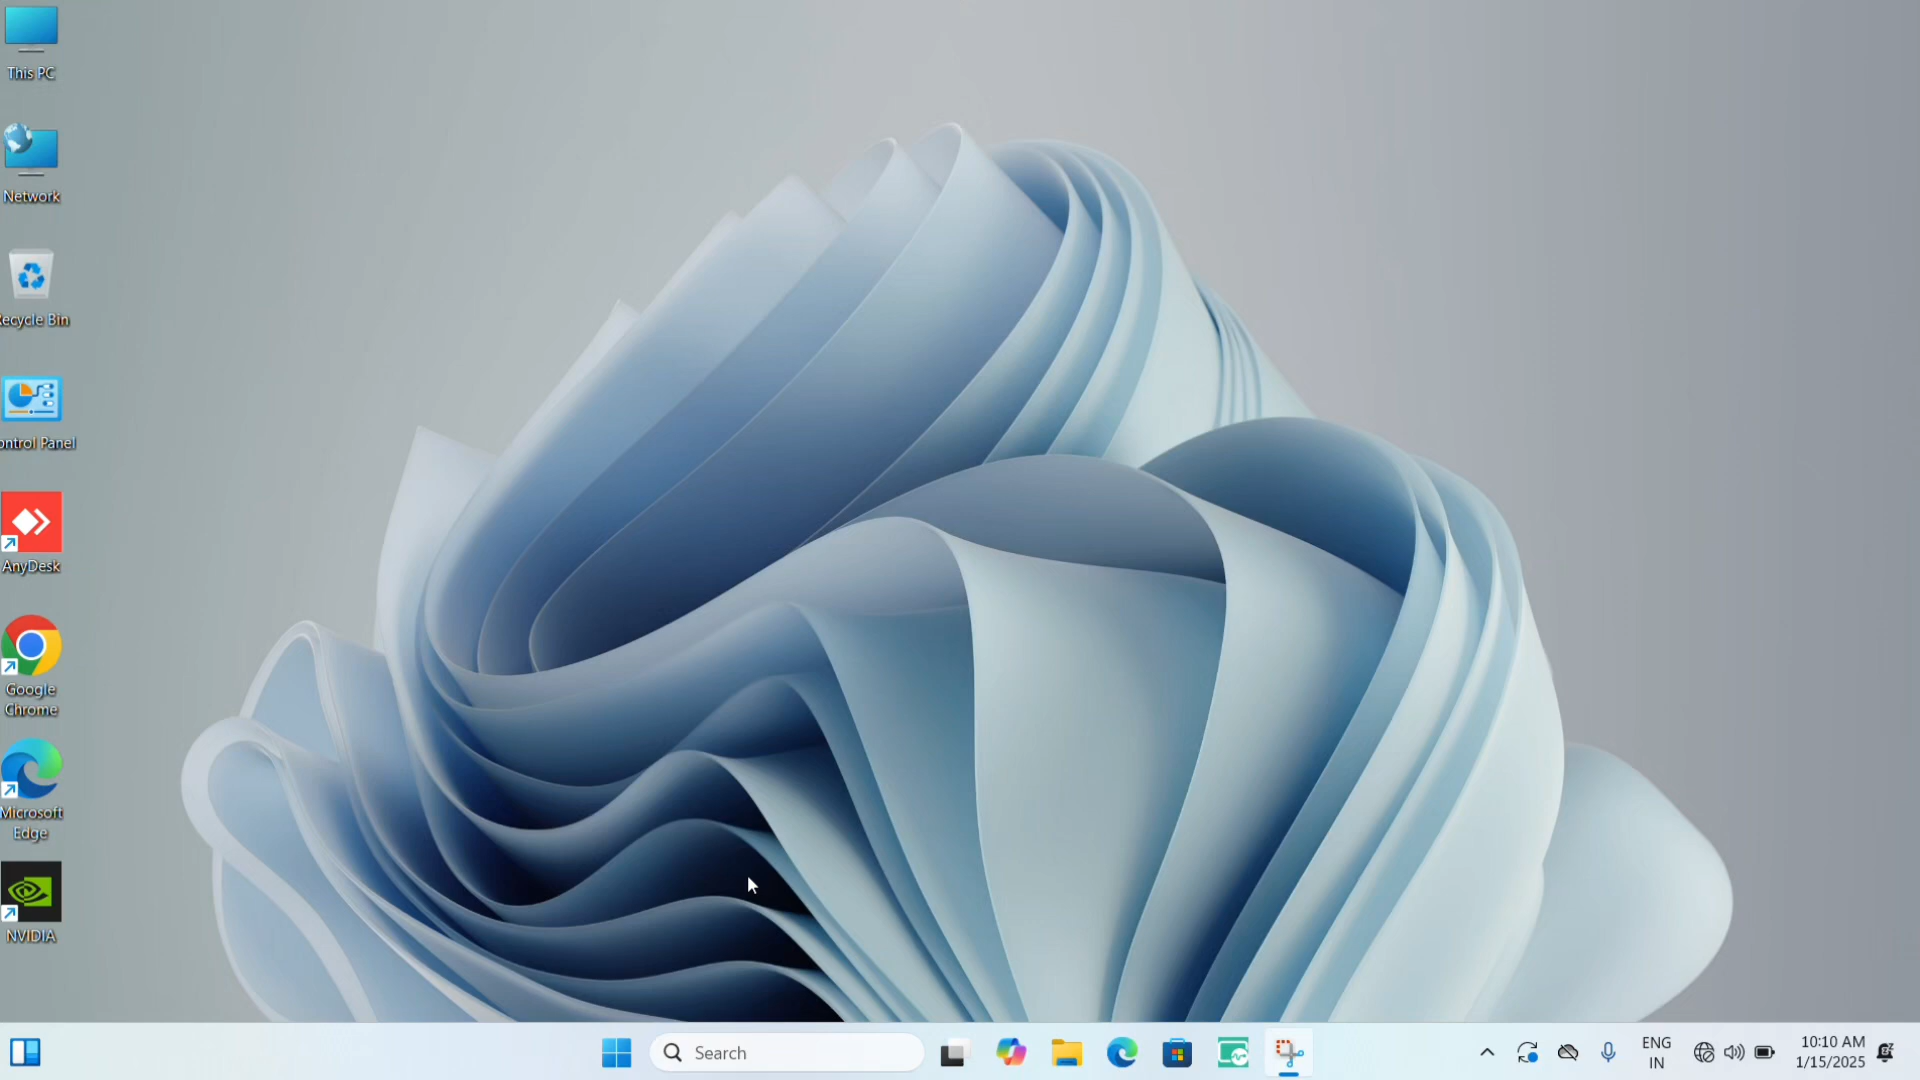 This PC
Network
Recycle Bin
ontrol Panel
AnyDesk
Google
Chrome
Microsoft
Edge
NVIDIA
Search
ENG
IN
10:10 AM
1/15/2025